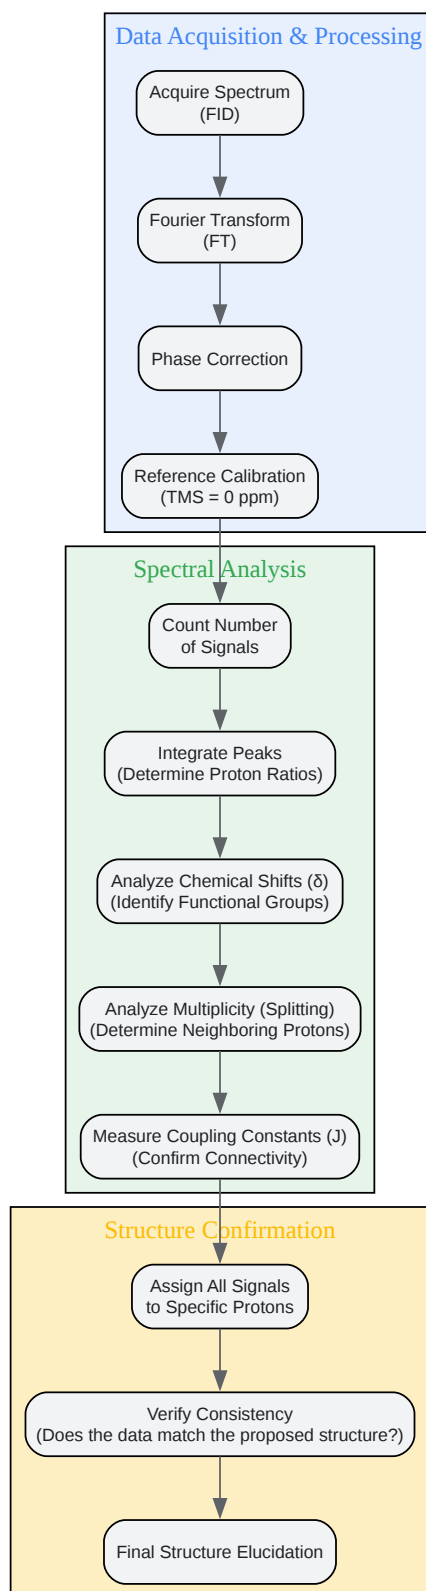 Data Acquisition & Processing
Acquire Spectrum
(FID)
Fourier Transform
(FT)
Phase Correction
Reference Calibration
(TMS = 0 ppm)
Spectral Analysis
Count Number
of Signals
Integrate Peaks
(Determine Proton Ratios)
Analyze Chemical Shifts (δ)
(Identify Functional Groups)
Analyze Multiplicity (Splitting)
(Determine Neighboring Protons)
Measure Coupling Constants (J)
(Confirm Connectivity)
Structure Confirmation
Assign All Signals
to Specific Protons
Verify Consistency
(Does the data match the proposed structure?)
Final Structure Elucidation